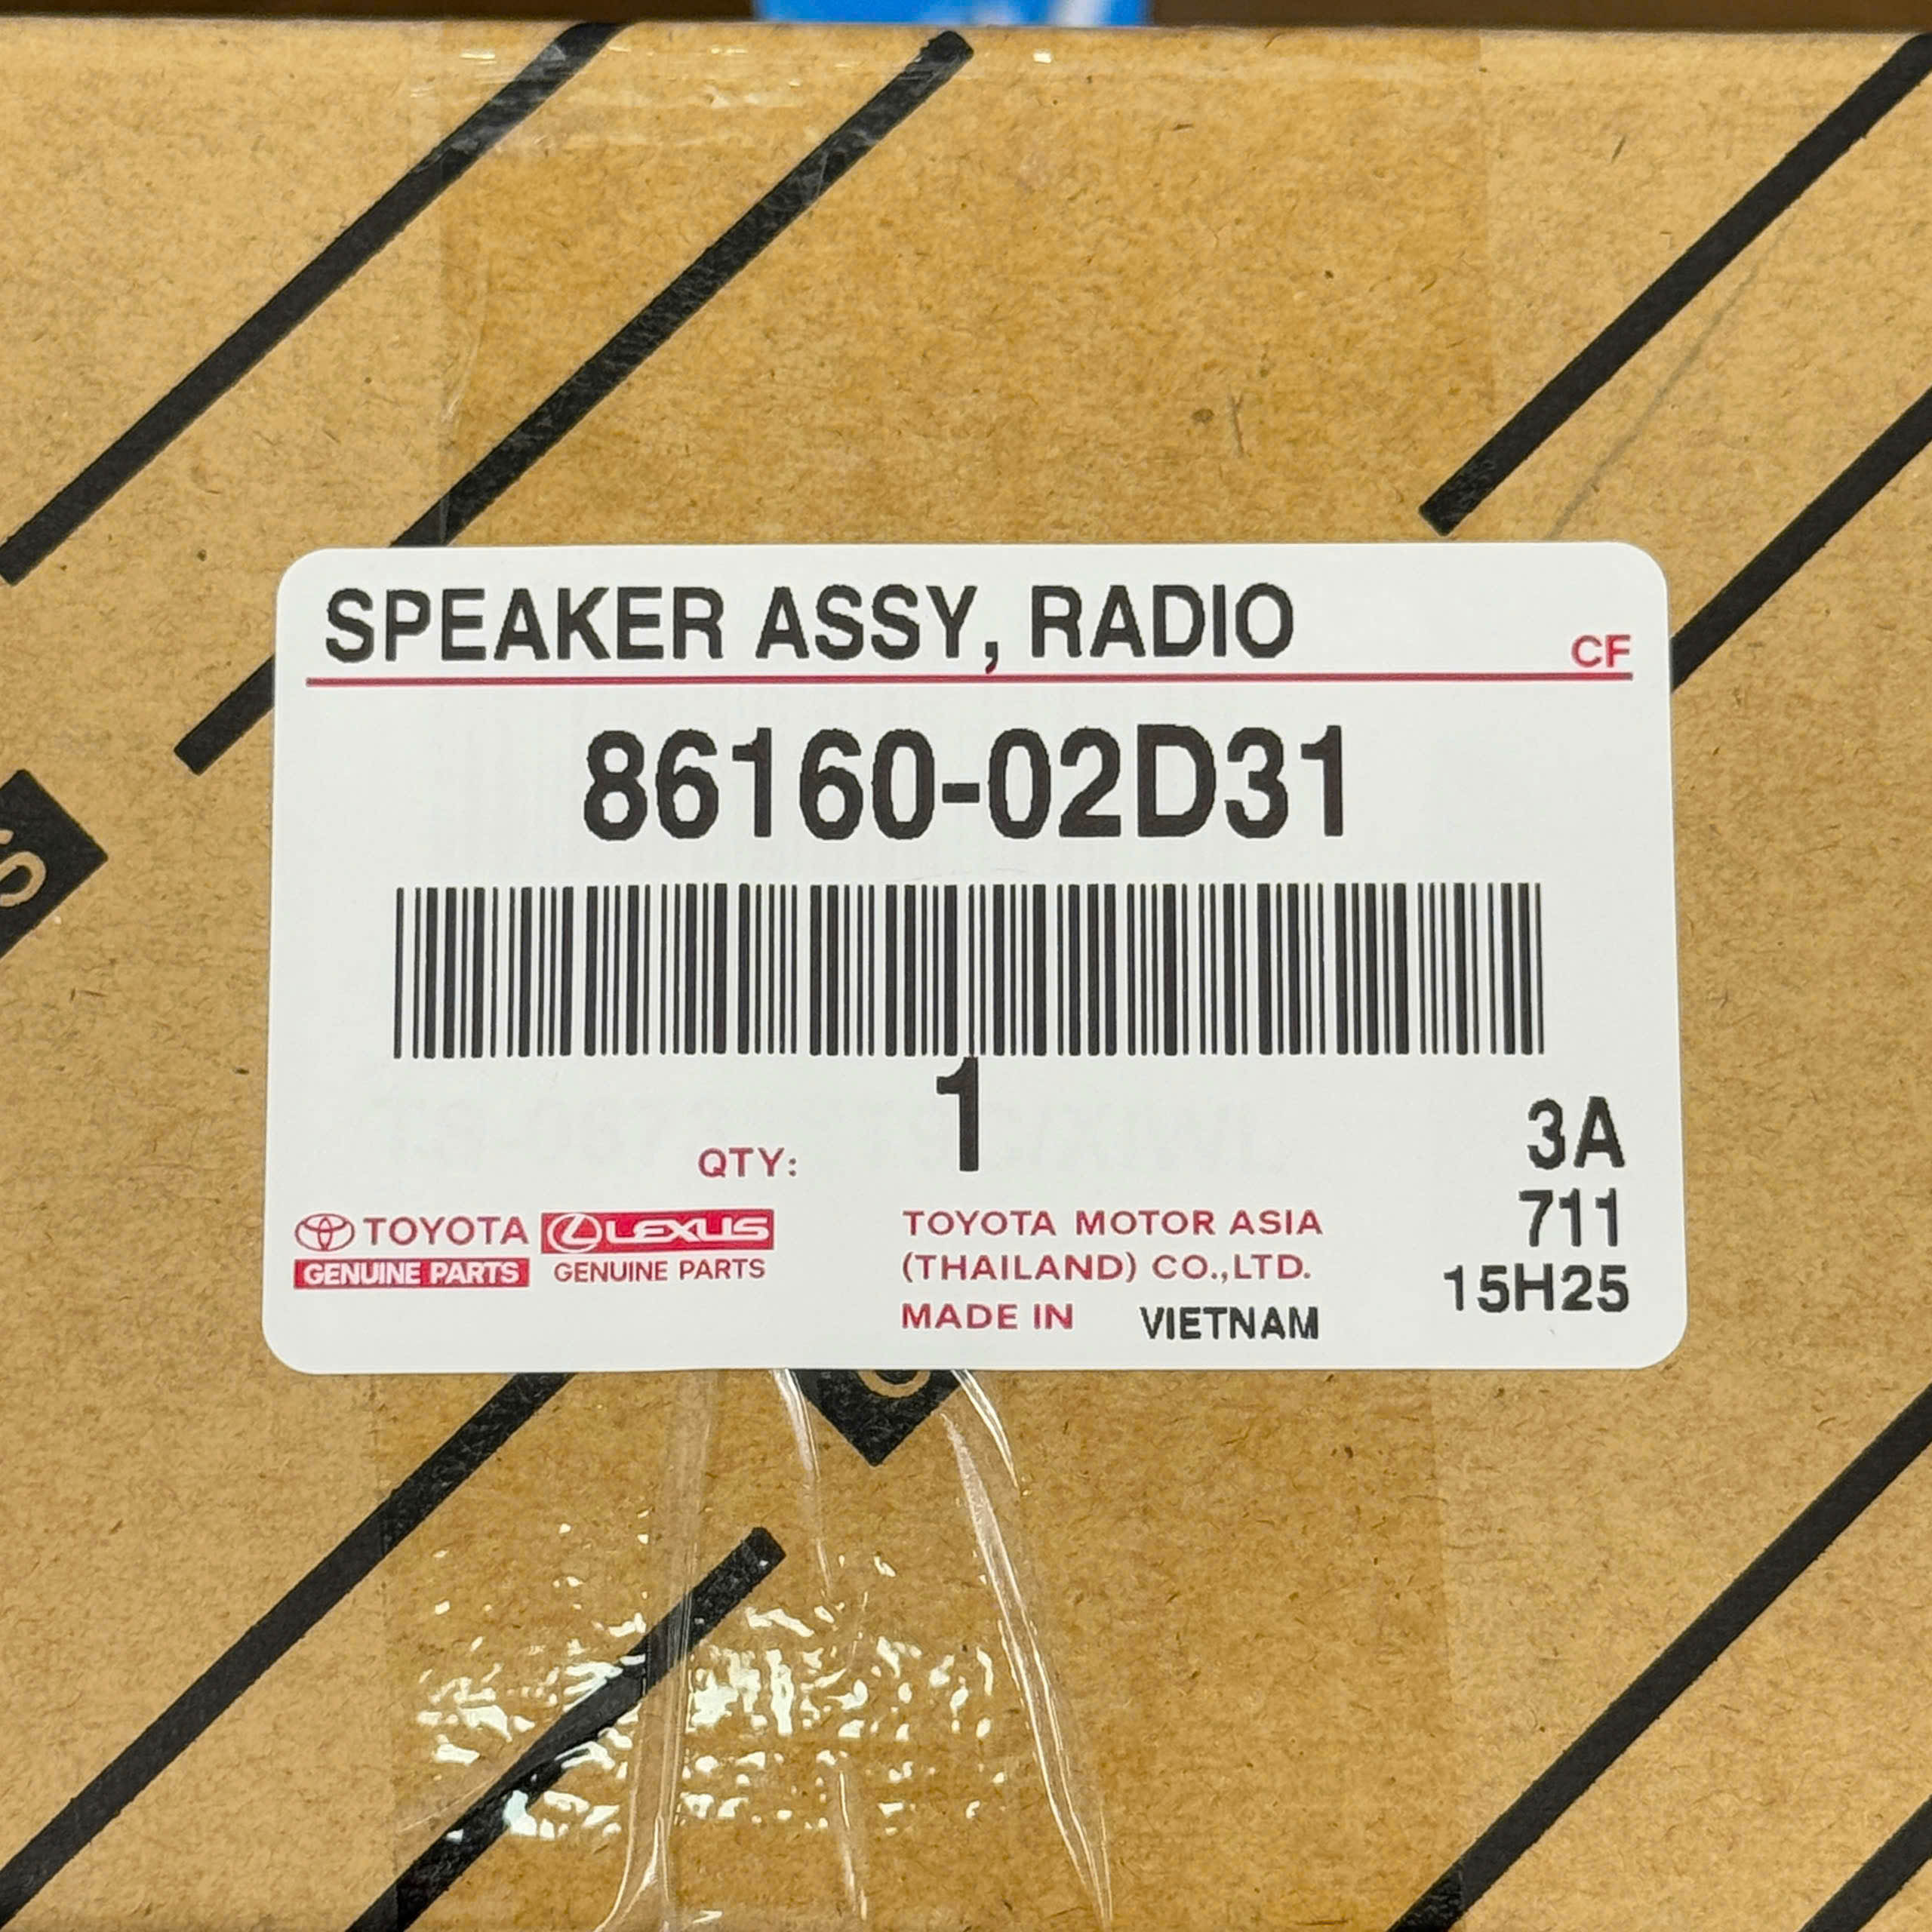 SPEAKER ASSY, RADIO
CF
86160-02D31
QTY: 1
3A
711
15H25
TOYOTA
GENUINE PARTS
LEXUS
GENUINE PARTS
TOYOTA MOTOR ASIA
(THAILAND) CO.,LTD.
MADE IN VIETNAM
S